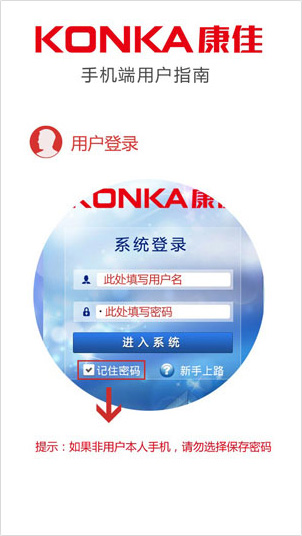 KONKA康佳
手机端用户指南
用户登录
KONKA康佳
系统登录
此处填写用户名
·此处填写密码
进入系统
记住密码
新手上路
提示：如果非用户本人手机，请勿选择保存密码